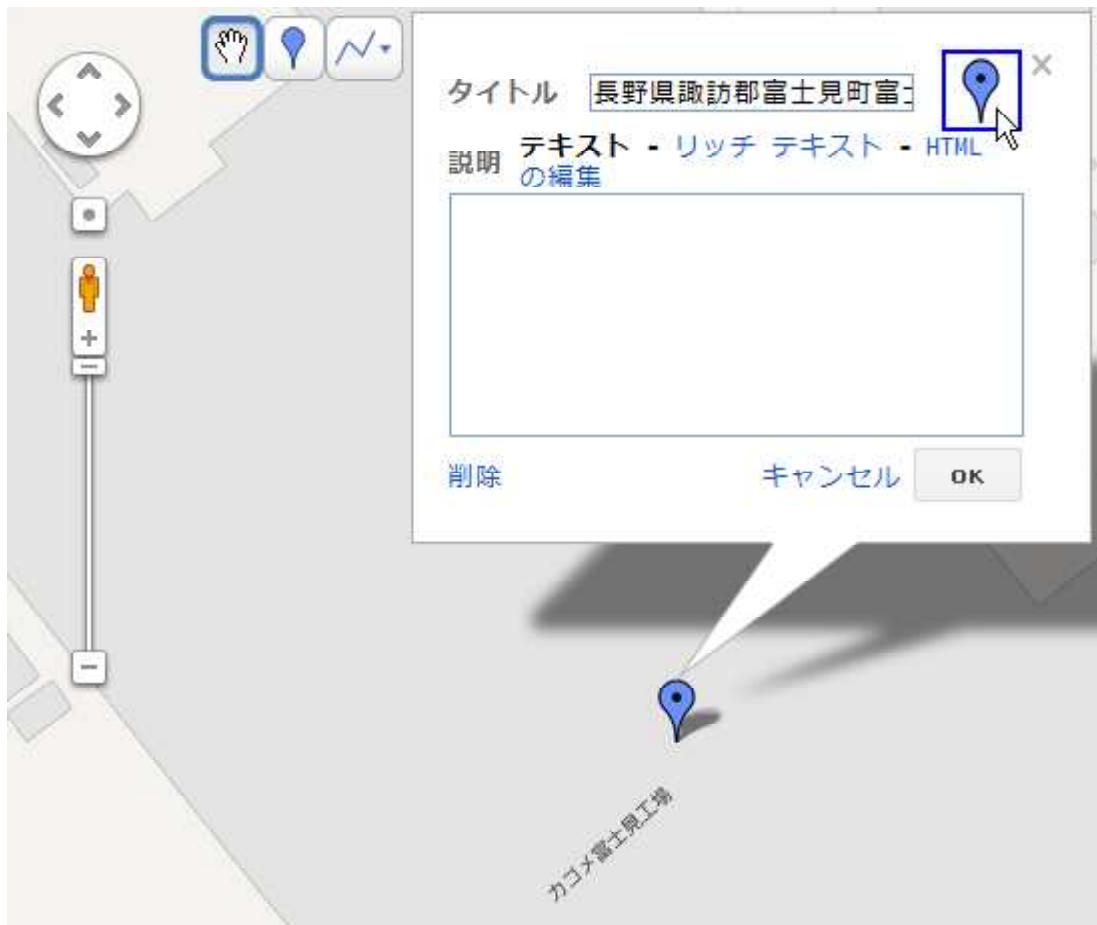 タイトル 長野県諏訪郡富士見町富士
説明 テキスト - リッチ テキスト - HTML
の編集
削除 キャンセル OK
カゴメ富士見工場